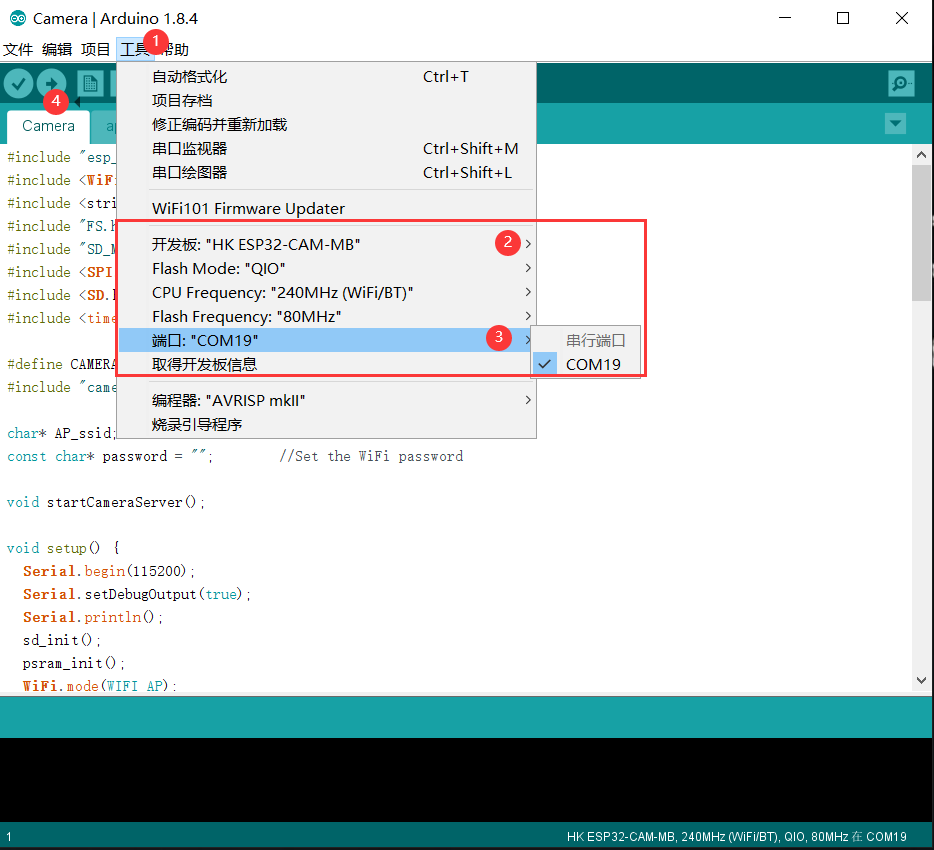 Camera | Arduino 1.8.4
文件 编辑 项目 工具 帮助
1
4
自动格式化 Ctrl+T
项目存档
修正编码并重新加载
串口监视器 Ctrl+Shift+M
串口绘图器 Ctrl+Shift+L
WiFi101 Firmware Updater
开发板: "HK ESP32-CAM-MB" 2
Flash Mode: "QIO"
CPU Frequency: "240MHz (WiFi/BT)"
Flash Frequency: "80MHz"
端口: "COM19" 3
取得开发板信息
编程器: "AVRISP mkII"
烧录引导程序
串行端口
COM19
Camera
#include "esp_
#include <WiF
#include <stri
#include "FS.
#include "SD_M
#include <SPI
#include <SD.
#include <time
#define CAMERA
#include "came
char* AP_ssid;
const char* password = ""; //Set the WiFi password
void startCameraServer();
void setup() {
Serial.begin(115200);
Serial.setDebugOutput(true);
Serial.println();
sd_init();
psram_init();
WiFi.mode(WIFI_AP);
1
HK ESP32-CAM-MB, 240MHz (WiFi/BT), QIO, 80MHz 在 COM19